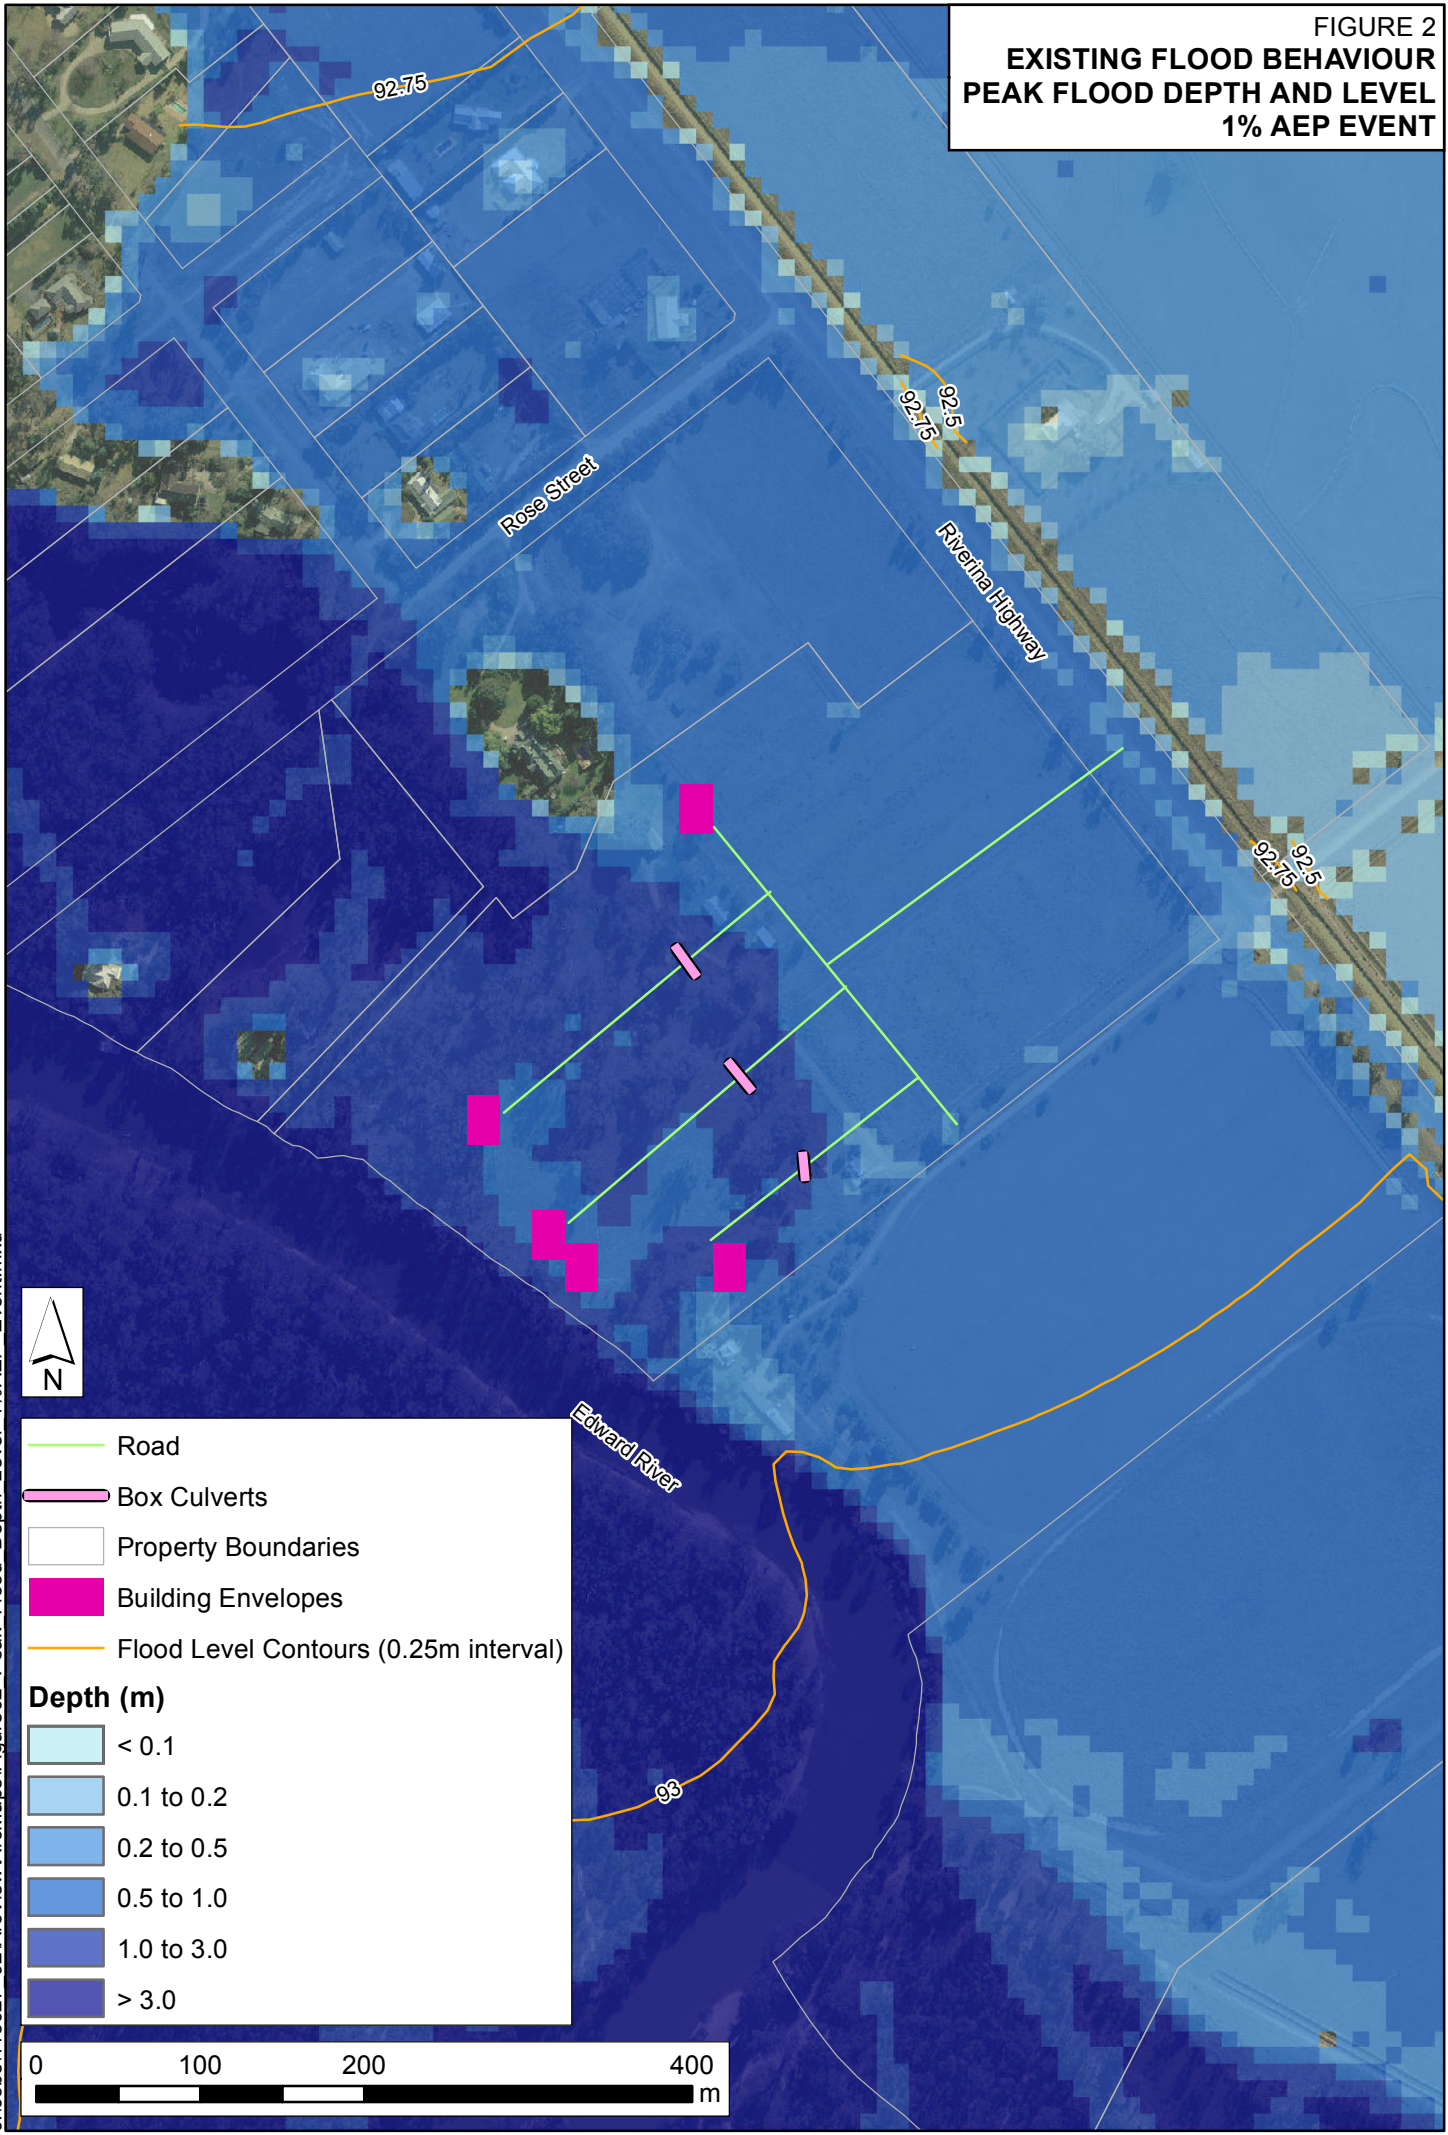 FIGURE 2
EXISTING FLOOD BEHAVIOUR
PEAK FLOOD DEPTH AND LEVEL
1% AEP EVENT
92.75
92.5
92.75
Rose Street
Riverina Highway
92.5
92.75
Edward River
93
N
Road
Box Culverts
Property Boundaries
Building Envelopes
Flood Level Contours (0.25m interval)
Depth (m)
< 0.1
0.1 to 0.2
0.2 to 0.5
0.5 to 1.0
1.0 to 3.0
> 3.0
0 100 200 400
m